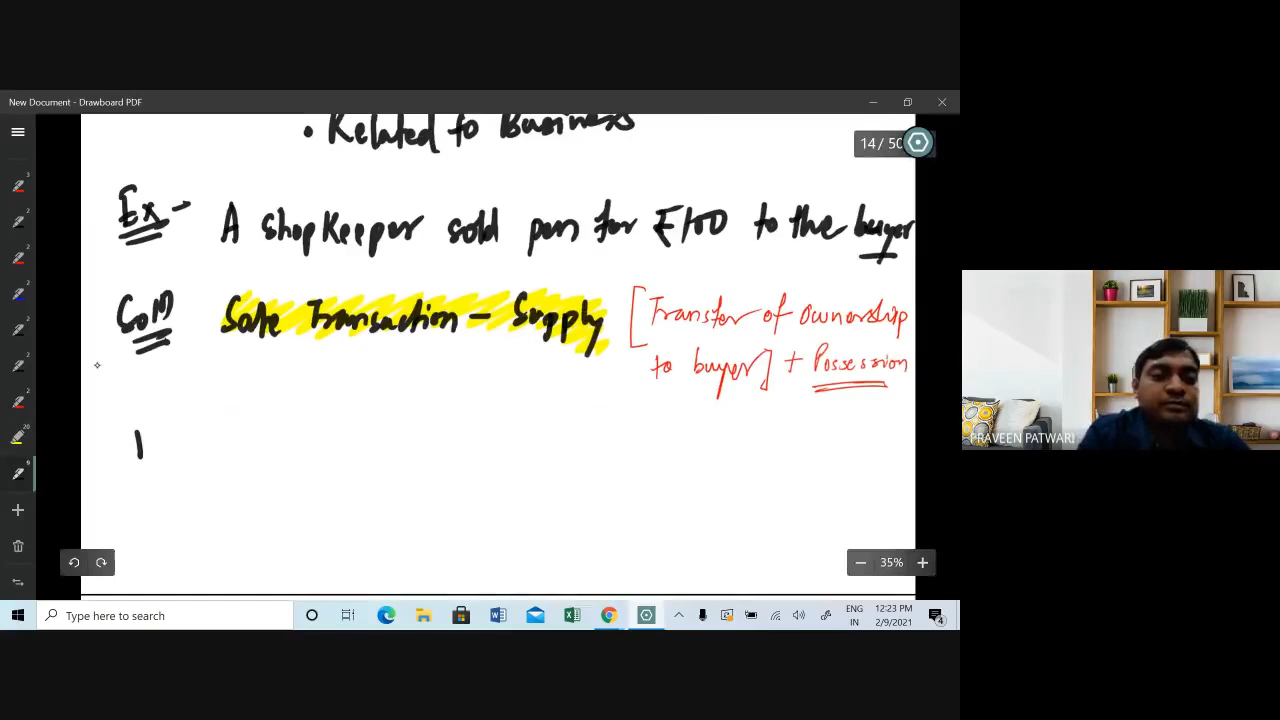 New Document - Drawboard PDF
• Related to Business
14 / 50
Ex → A shopkeeper sold pen for ₹100 to the buyer
Solⁿ Sale Transaction - Supply [Transfer of ownership
to buyer] + Possession
PRAVEEN PATWARI
35%
Type here to search
ENG
IN
12:23 PM
2/9/2021
4